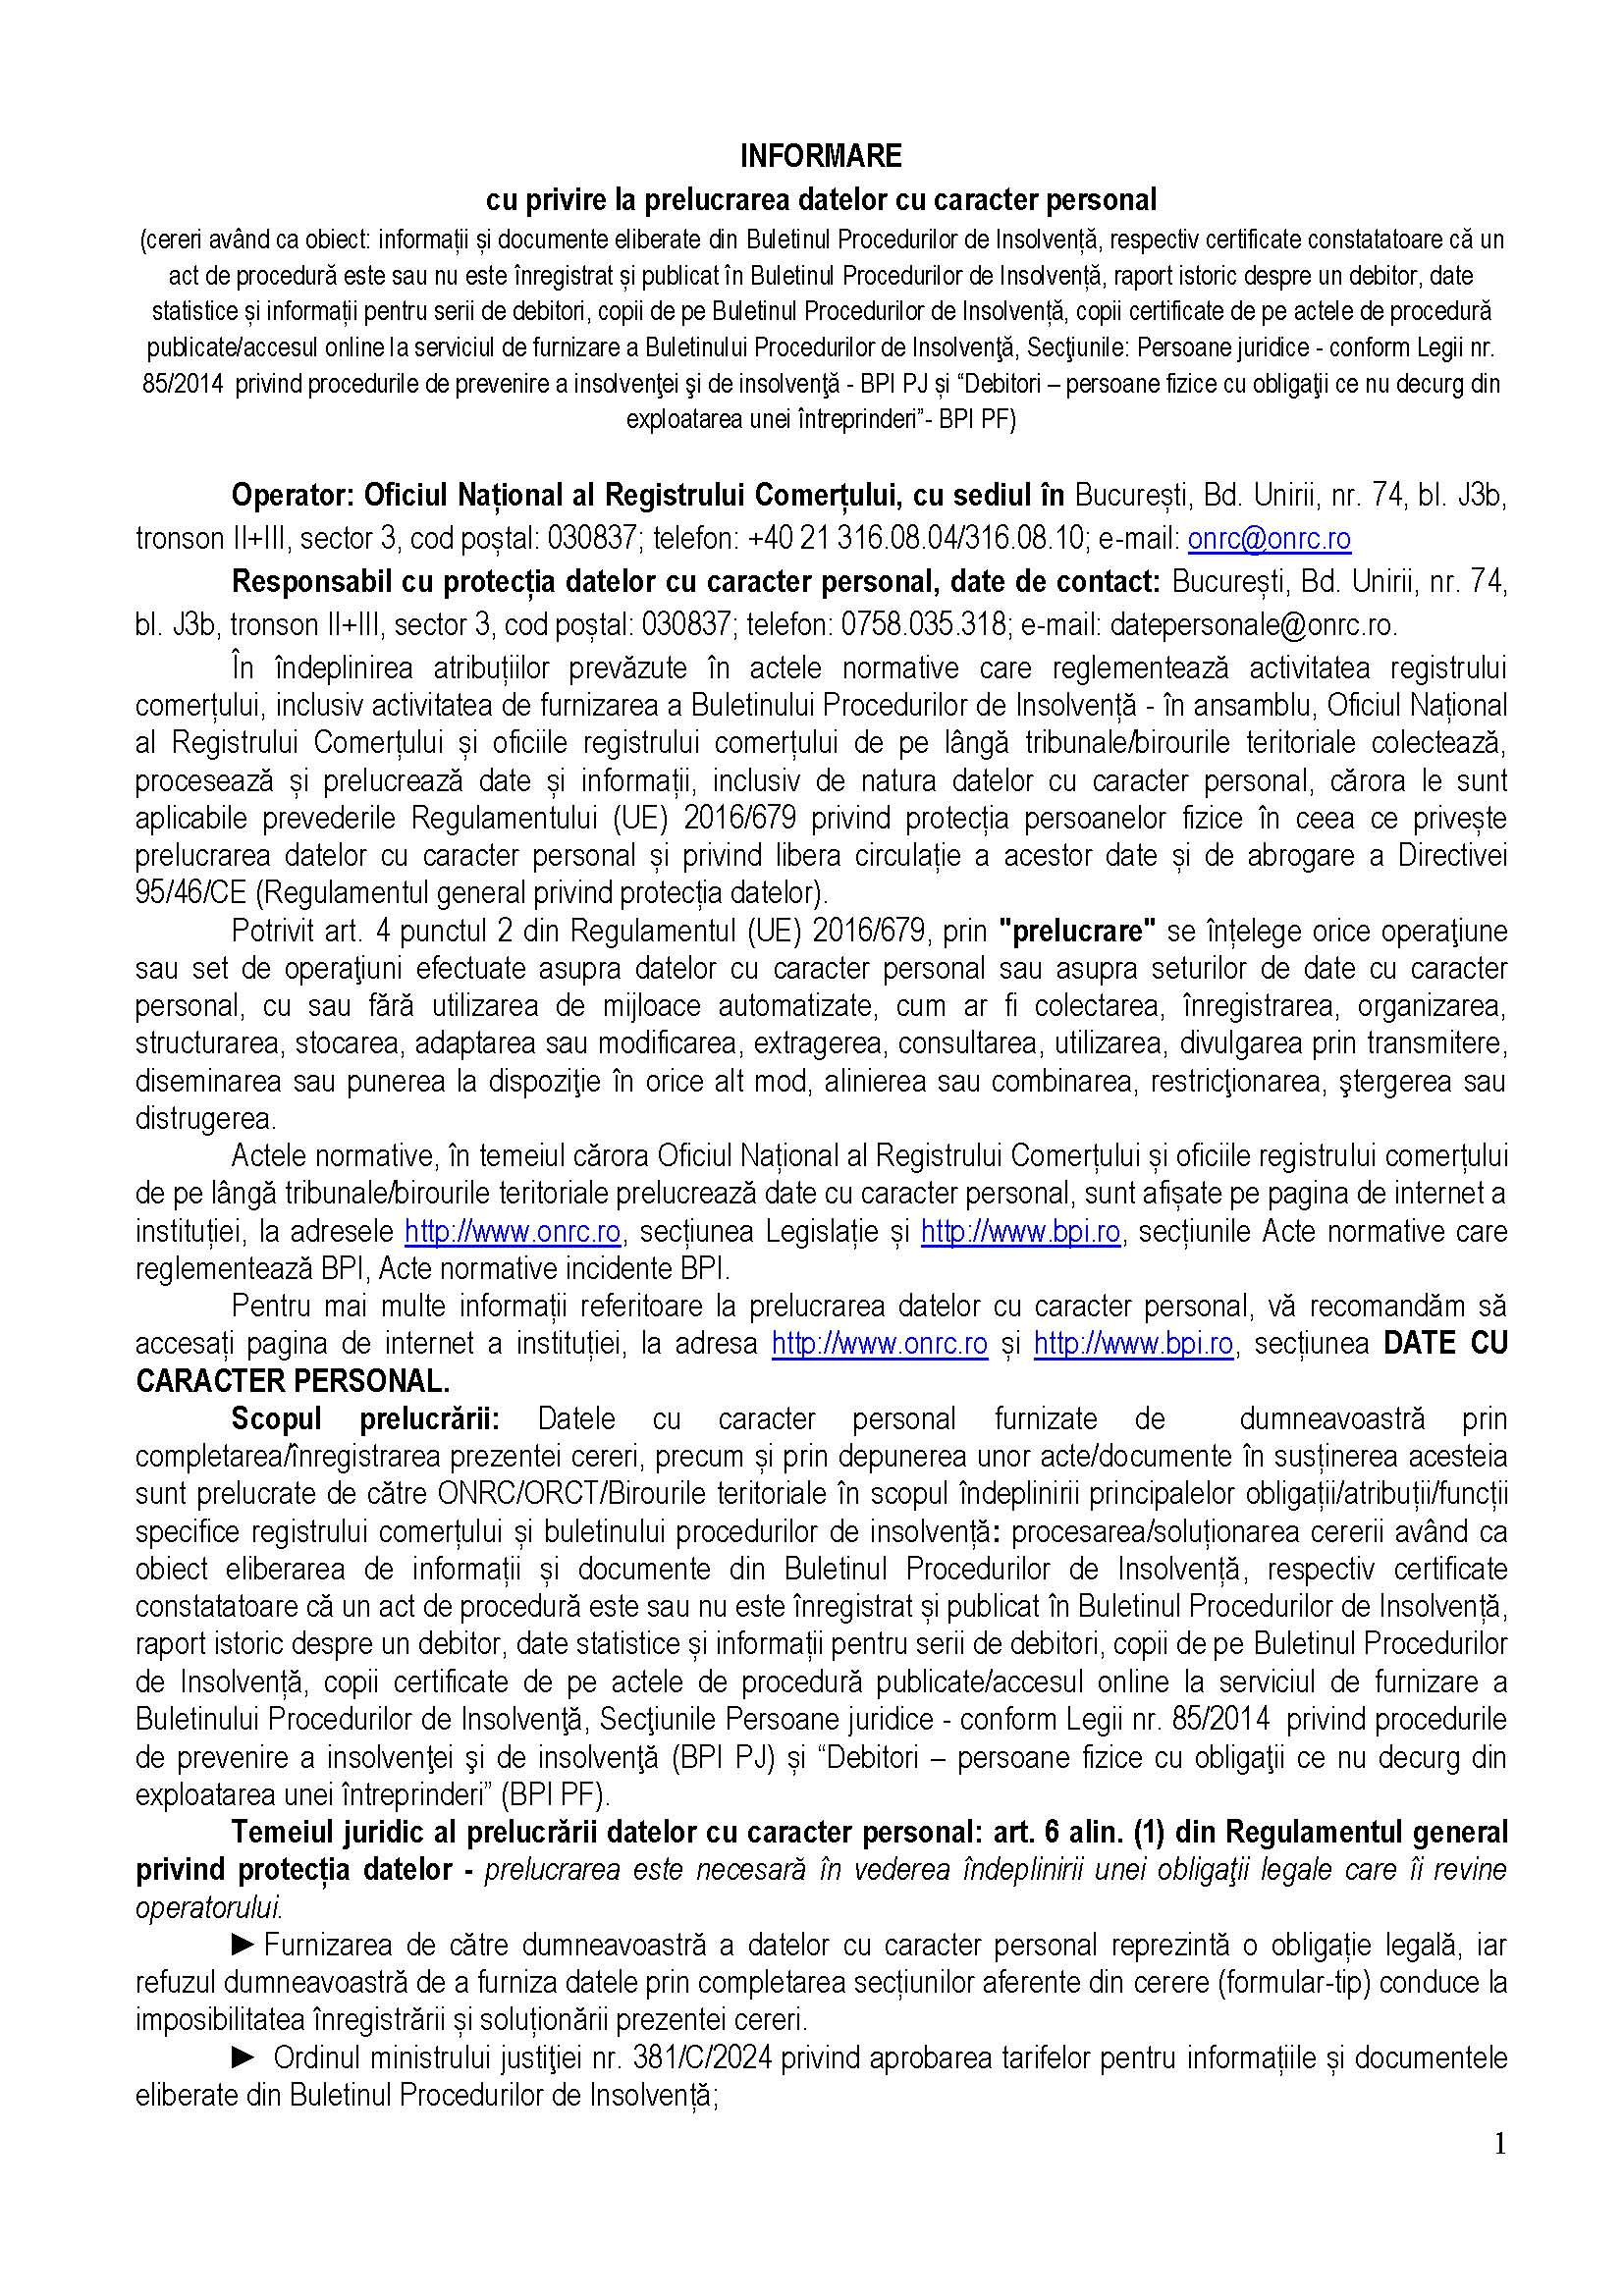 INFORMARE
cu privire la prelucrarea datelor cu caracter personal
(cereri având ca obiect: informații și documente eliberate din Buletinul Procedurilor de Insolvență, respectiv certificate constatatoare că un
act de procedură este sau nu este înregistrat și publicat în Buletinul Procedurilor de Insolvență, raport istoric despre un debitor, date
statistice și informații pentru serii de debitori, copii de pe Buletinul Procedurilor de Insolvență, copii certificate de pe actele de procedură
publicate/accesul online la serviciul de furnizare a Buletinului Procedurilor de Insolvenţă, Secţiunile: Persoane juridice - conform Legii nr.
85/2014 privind procedurile de prevenire a insolvenţei şi de insolvenţă - BPI PJ și “Debitori – persoane fizice cu obligaţii ce nu decurg din
exploatarea unei întreprinderi”- BPI PF)
Operator: Oficiul Național al Registrului Comerțului, cu sediul în București, Bd. Unirii, nr. 74, bl. J3b,
tronson II+III, sector 3, cod poștal: 030837; telefon: +40 21 316.08.04/316.08.10; e-mail: onrc@onrc.ro
Responsabil cu protecția datelor cu caracter personal, date de contact: București, Bd. Unirii, nr. 74,
bl. J3b, tronson II+III, sector 3, cod poștal: 030837; telefon: 0758.035.318; e-mail: datepersonale@onrc.ro.
În îndeplinirea atribuțiilor prevăzute în actele normative care reglementează activitatea registrului
comerțului, inclusiv activitatea de furnizare a Buletinului Procedurilor de Insolvență - în ansamblu, Oficiul Național
al Registrului Comerțului și oficiile registrului comerțului de pe lângă tribunale/birourile teritoriale colectează,
procesează și prelucrează date și informații, inclusiv de natura datelor cu caracter personal, cărora le sunt
aplicabile prevederile Regulamentului (UE) 2016/679 privind protecția persoanelor fizice în ceea ce privește
prelucrarea datelor cu caracter personal și privind libera circulație a acestor date și de abrogare a Directivei
95/46/CE (Regulamentul general privind protecția datelor).
Potrivit art. 4 punctul 2 din Regulamentul (UE) 2016/679, prin "prelucrare" se înțelege orice operaţiune
sau set de operaţiuni efectuate asupra datelor cu caracter personal sau asupra seturilor de date cu caracter
personal, cu sau fără utilizarea de mijloace automatizate, cum ar fi colectarea, înregistrarea, organizarea,
structurarea, stocarea, adaptarea sau modificarea, extragerea, consultarea, utilizarea, divulgarea prin transmitere,
diseminarea sau punerea la dispoziţie în orice alt mod, alinierea sau combinarea, restricţionarea, ştergerea sau
distrugerea.
Actele normative, în temeiul cărora Oficiul Național al Registrului Comerțului și oficiile registrului comerțului
de pe lângă tribunale/birourile teritoriale prelucrează date cu caracter personal, sunt afișate pe pagina de internet a
instituției, la adresele http://www.onrc.ro, secțiunea Legislație și http://www.bpi.ro, secțiunile Acte normative care
reglementează BPI, Acte normative incidente BPI.
Pentru mai multe informații referitoare la prelucrarea datelor cu caracter personal, vă recomandăm să
accesați pagina de internet a instituției, la adresa http://www.onrc.ro și http://www.bpi.ro, secțiunea DATE CU
CARACTER PERSONAL.
Scopul prelucrării: Datele cu caracter personal furnizate de dumneavoastră prin
completarea/înregistrarea prezentei cereri, precum și prin depunerea unor acte/documente în susținerea acesteia
sunt prelucrate de către ONRC/ORCT/Birourile teritoriale în scopul îndeplinirii principalelor obligații/atribuții/funcții
specifice registrului comerțului și buletinului procedurilor de insolvență: procesarea/soluționarea cererii având ca
obiect eliberarea de informații și documente din Buletinul Procedurilor de Insolvență, respectiv certificate
constatatoare că un act de procedură este sau nu este înregistrat și publicat în Buletinul Procedurilor de Insolvență,
raport istoric despre un debitor, date statistice și informații pentru serii de debitori, copii de pe Buletinul Procedurilor
de Insolvență, copii certificate de pe actele de procedură publicate/accesul online la serviciul de furnizare a
Buletinului Procedurilor de Insolvenţă, Secţiunile Persoane juridice - conform Legii nr. 85/2014 privind procedurile
de prevenire a insolvenţei şi de insolvenţă (BPI PJ) și “Debitori – persoane fizice cu obligaţii ce nu decurg din
exploatarea unei întreprinderi” (BPI PF).
Temeiul juridic al prelucrării datelor cu caracter personal: art. 6 alin. (1) din Regulamentul general
privind protecția datelor - prelucrarea este necesară în vederea îndeplinirii unei obligaţii legale care îi revine
operatorului.
►Furnizarea de către dumneavoastră a datelor cu caracter personal reprezintă o obligație legală, iar
refuzul dumneavoastră de a furniza datele prin completarea secțiunilor aferente din cerere (formular-tip) conduce la
imposibilitatea înregistrării și soluționării prezentei cereri.
► Ordinul ministrului justiţiei nr. 381/C/2024 privind aprobarea tarifelor pentru informațiile și documentele
eliberate din Buletinul Procedurilor de Insolvență;
1